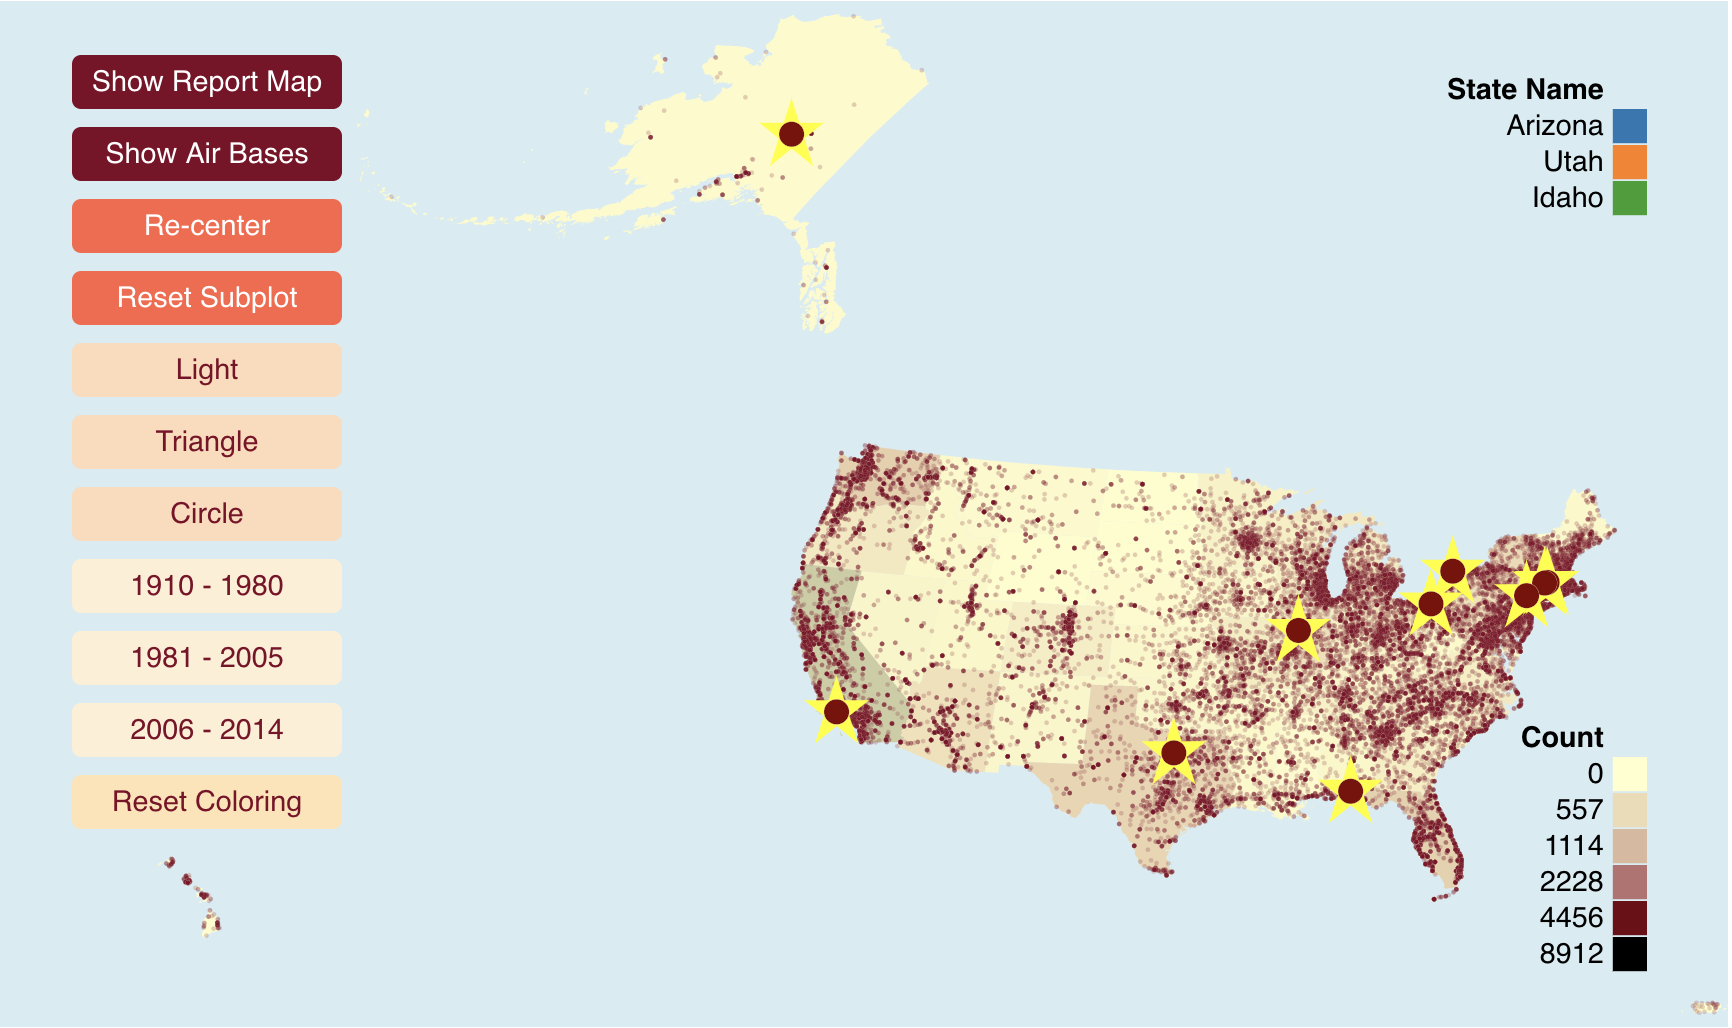 Show Report Map
Show Air Bases
Re-center
Reset Subplot
Light
Triangle
Circle
1910 - 1980
1981 - 2005
2006 - 2014
Reset Coloring
State Name
Arizona
Utah
Idaho
Count
0
557
1114
2228
4456
8912